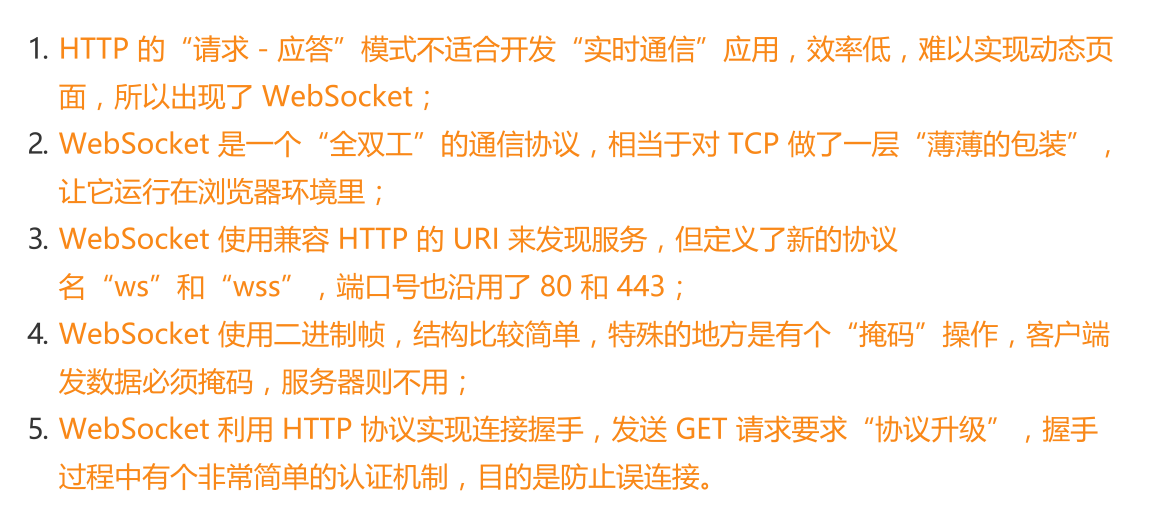 1. HTTP 的“请求 - 应答”模式不适合开发“实时通信”应用，效率低，难以实现动态页
面，所以出现了 WebSocket；
2. WebSocket 是一个“全双工”的通信协议，相当于对 TCP 做了一层“薄薄的包装”，
让它运行在浏览器环境里；
3. WebSocket 使用兼容 HTTP 的 URI 来发现服务，但定义了新的协议
名“ws”和“wss”，端口号也沿用了 80 和 443；
4. WebSocket 使用二进制帧，结构比较简单，特殊的地方是有个“掩码”操作，客户端
发数据必须掩码，服务器则不用；
5. WebSocket 利用 HTTP 协议实现连接握手，发送 GET 请求要求“协议升级”，握手
过程中有个非常简单的认证机制，目的是防止误连接。